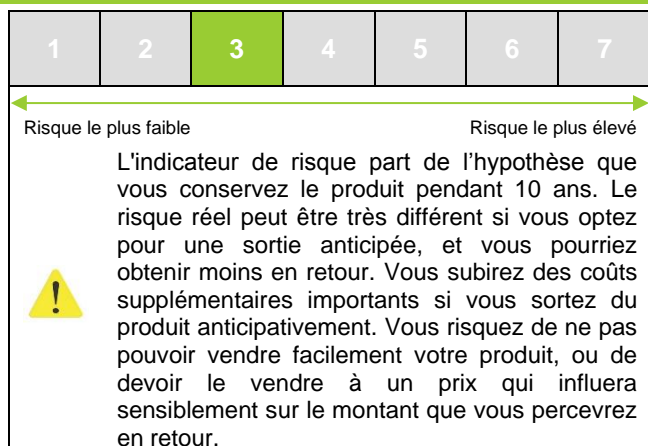 1 2 3 4 5 6 7
Risque le plus faible Risque le plus élevé
L'indicateur de risque part de l’hypothèse que
vous conservez le produit pendant 10 ans. Le
risque réel peut être très différent si vous optez
pour une sortie anticipée, et vous pourriez
obtenir moins en retour. Vous subirez des coûts
supplémentaires importants si vous sortez du
produit anticipativement. Vous risquez de ne pas
pouvoir vendre facilement votre produit, ou de
devoir le vendre à un prix qui influera
sensiblement sur le montant que vous percevrez
en retour.